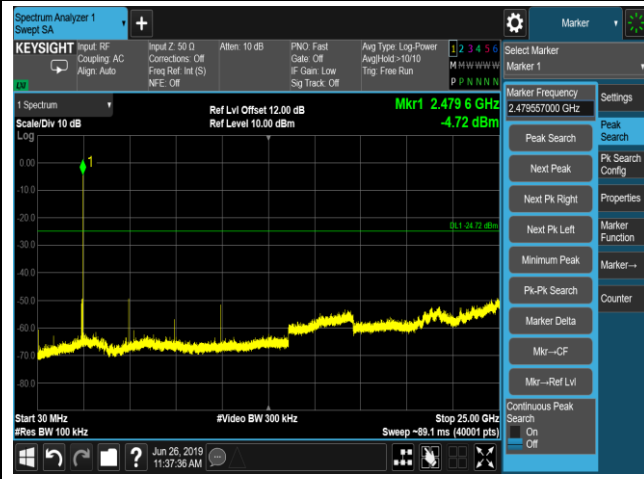 Spectrum Analyzer 1
Swept SA
Marker
KEYSIGHT
Input: RF
Coupling: AC
Align: Auto
Input Z: 50 Ω
Corrections: Off
Freq Ref: Int (S)
NFE: Off
Atten: 10 dB
PNO: Fast
Gate: Off
IF Gain: Low
Sig Track: Off
Avg Type: Log-Power
Avg|Hold:>10/10
Trig: Free Run
1 2 3 4 5 6
M M W W W W
P P N N N N
LXI
Select Marker
Marker 1
1 Spectrum
Scale/Div 10 dB
Ref Lvl Offset 12.00 dB
Ref Level 10.00 dBm
Mkr1 2.479 6 GHz
-4.72 dBm
Log
1
0.00
-10.0
-20.0
-30.0
-40.0
-50.0
-60.0
-70.0
-80.0
DL1 -24.72 dBm
Start 30 MHz
#Res BW 100 kHz
#Video BW 300 kHz
Stop 25.00 GHz
Sweep ~89.1 ms (40001 pts)
Marker Frequency
2.479557000 GHz
Peak Search
Next Peak
Next Pk Right
Next Pk Left
Minimum Peak
Pk-Pk Search
Marker Delta
Mkr→CF
Mkr→Ref Lvl
Continuous Peak
Search
On
Off
Settings
Peak
Search
Pk Search
Config
Properties
Marker
Function
Marker→
Counter
?
Jun 26, 2019
11:37:36 AM